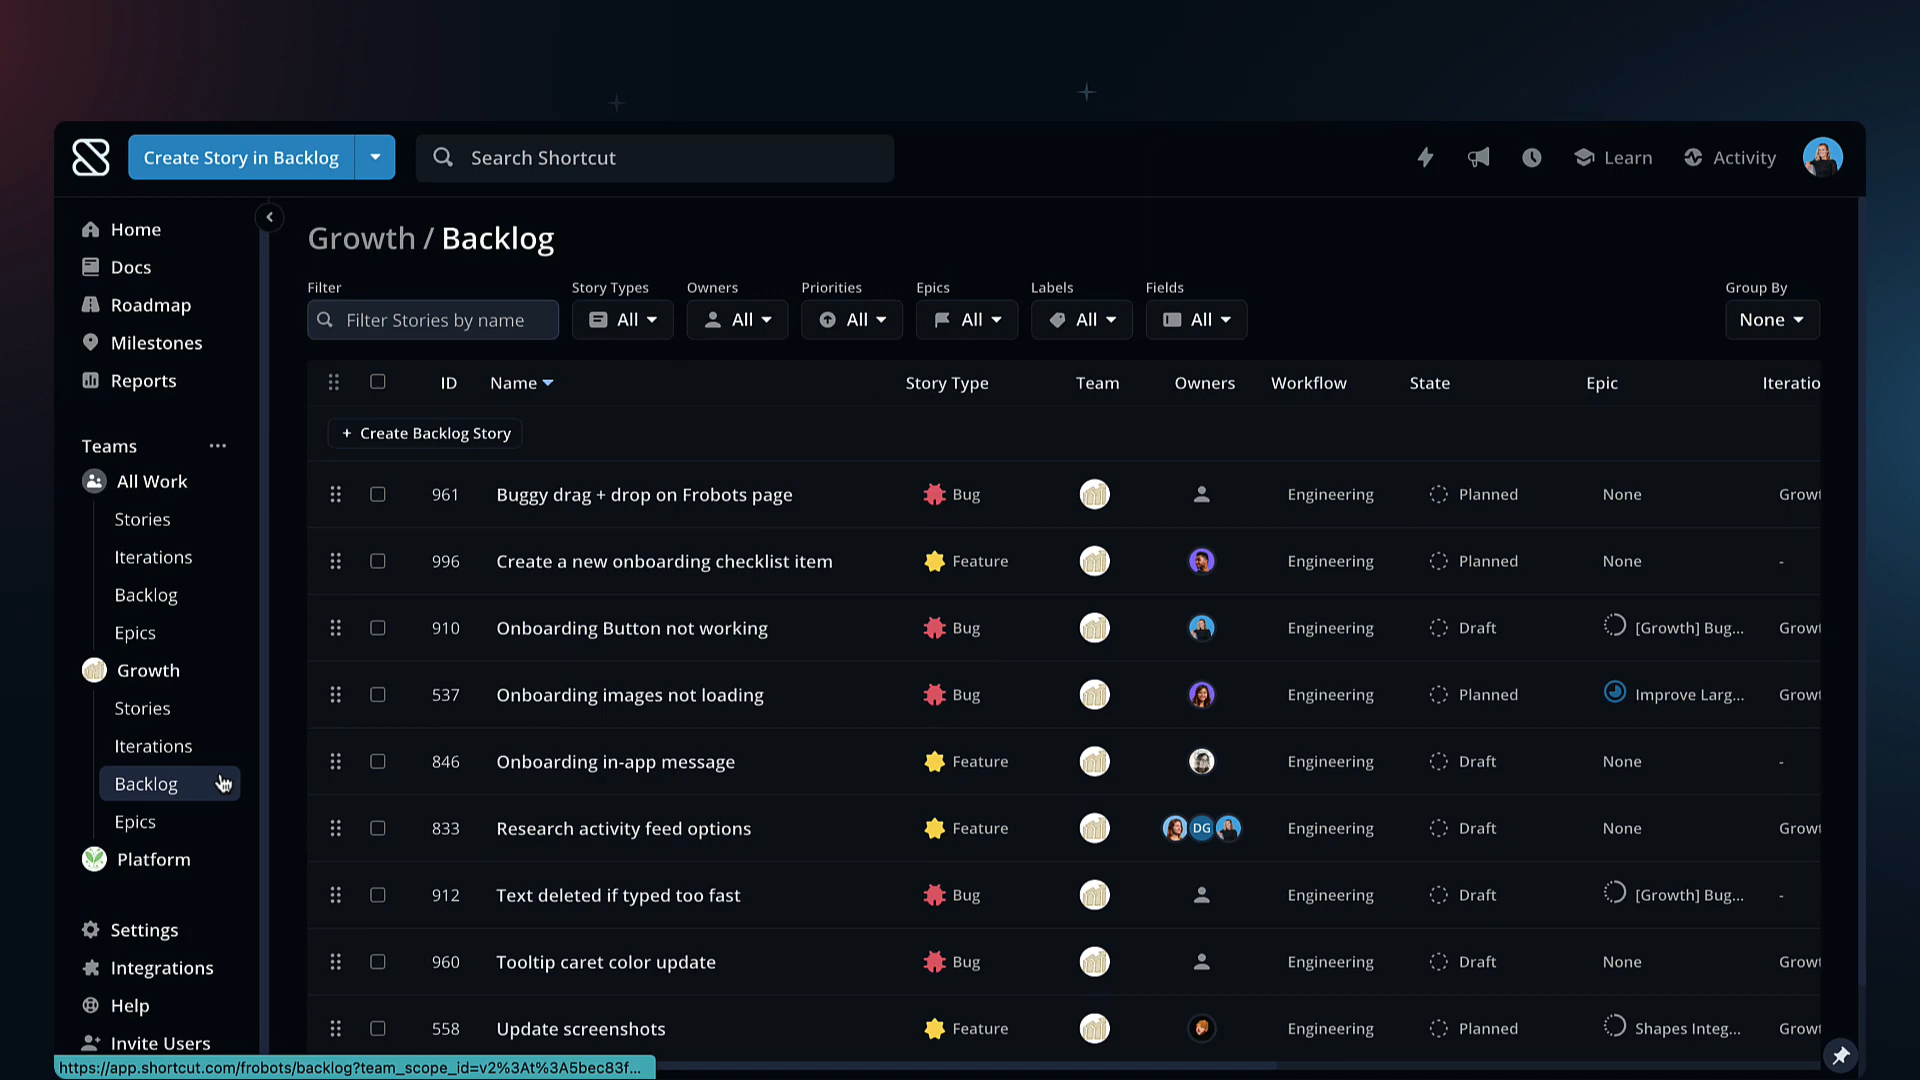 Create Story in Backlog
Search Shortcut
Learn
Activity
Home
Docs
Roadmap
Milestones
Reports
Teams
All Work
Stories
Iterations
Backlog
Epics
Growth
Stories
Iterations
Backlog
Epics
Platform
Settings
Integrations
Help
Invite Users
https://app.shortcut.com/frobots/backlog?team_scope_id=v2%3At%3A5bec83f...
Growth / Backlog
Filter Story Types Owners Priorities Epics Labels Fields Group By
Filter Stories by name All All All All All All None
ID Name Story Type Team Owners Workflow State Epic Iteratio
+ Create Backlog Story
961 Buggy drag + drop on Frobots page Bug Engineering Planned None Growt
996 Create a new onboarding checklist item Feature Engineering Planned None -
910 Onboarding Button not working Bug Engineering Draft [Growth] Bug... Growt
537 Onboarding images not loading Bug Engineering Planned Improve Larg... Growt
846 Onboarding in-app message Feature Engineering Draft None -
833 Research activity feed options Feature DG Engineering Draft None Growt
912 Text deleted if typed too fast Bug Engineering Draft [Growth] Bug... -
960 Tooltip caret color update Bug Engineering Draft None Growt
558 Update screenshots Feature Engineering Planned Shapes Integ... Growt